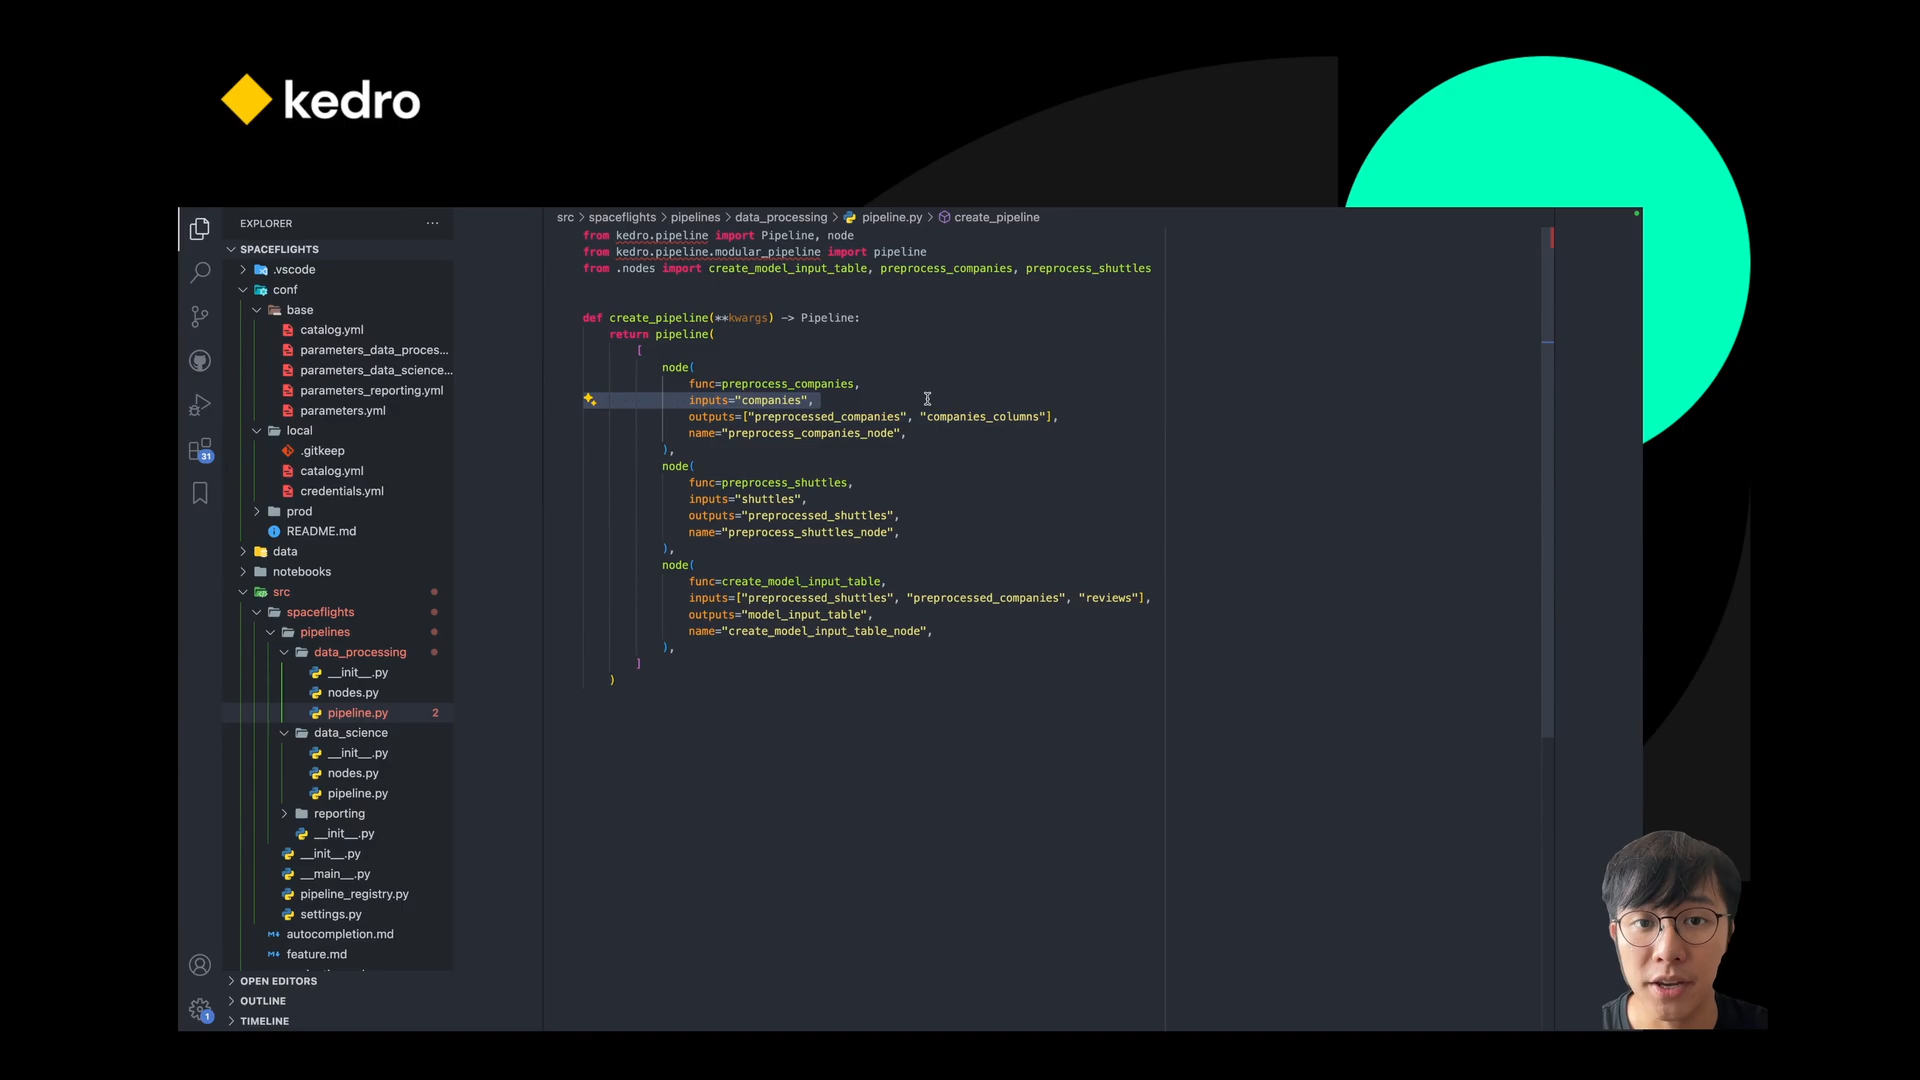 kedro
EXPLORER
SPACEFLIGHTS
.vscode
conf
base
catalog.yml
parameters_data_proces...
parameters_data_science...
parameters_reporting.yml
parameters.yml
local
.gitkeep
catalog.yml
credentials.yml
prod
README.md
data
notebooks
src
spaceflights
pipelines
data_processing
__init__.py
nodes.py
pipeline.py 2
data_science
__init__.py
nodes.py
pipeline.py
reporting
__init__.py
__init__.py
__main__.py
pipeline_registry.py
settings.py
autocompletion.md
feature.md
OPEN EDITORS
OUTLINE
TIMELINE
31
1
src > spaceflights > pipelines > data_processing > pipeline.py > create_pipeline
from kedro.pipeline import Pipeline, node
from kedro.pipeline.modular_pipeline import pipeline
from .nodes import create_model_input_table, preprocess_companies, preprocess_shuttles
def create_pipeline(**kwargs) -> Pipeline:
return pipeline(
[
node(
func=preprocess_companies,
inputs="companies",
outputs=["preprocessed_companies", "companies_columns"],
name="preprocess_companies_node",
),
node(
func=preprocess_shuttles,
inputs="shuttles",
outputs="preprocessed_shuttles",
name="preprocess_shuttles_node",
),
node(
func=create_model_input_table,
inputs=["preprocessed_shuttles", "preprocessed_companies", "reviews"],
outputs="model_input_table",
name="create_model_input_table_node",
),
]
)